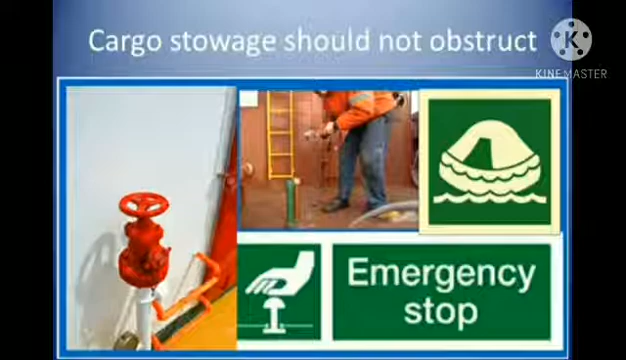 Cargo stowage should not obstruct
K
KINEMASTER
Emergency
stop